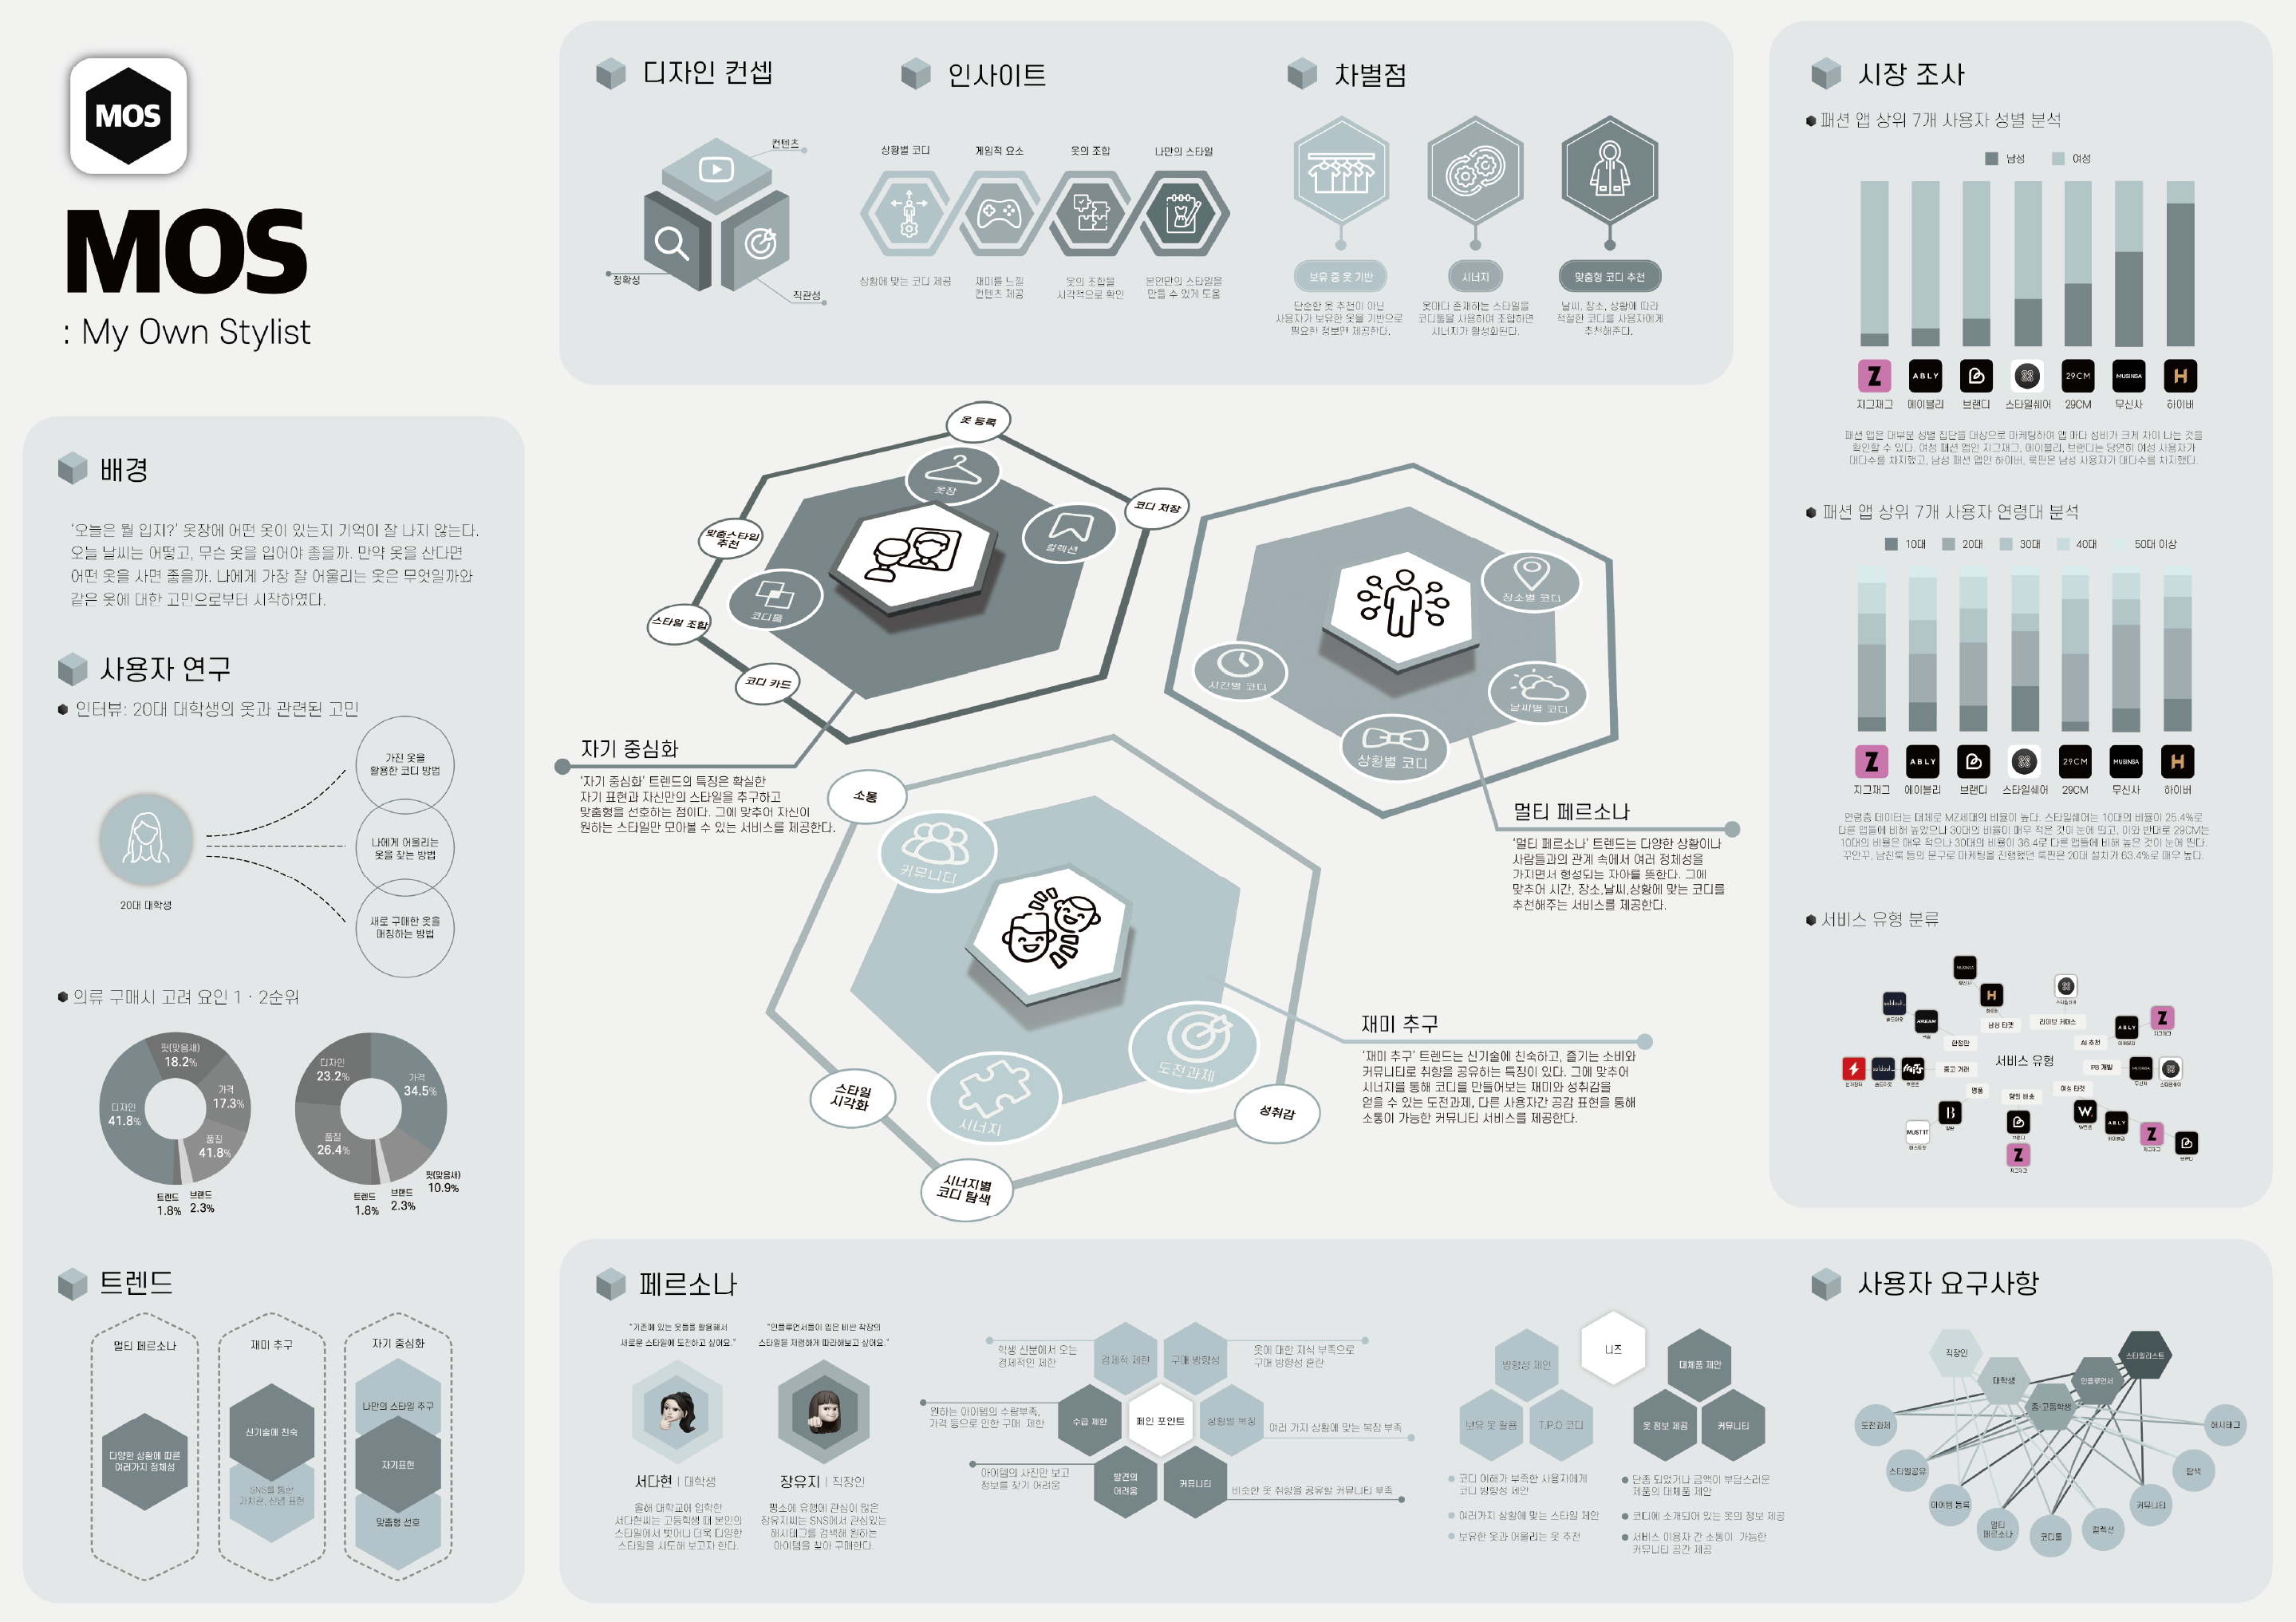 MOS
MOS
: My Own Stylist
배경
‘오늘은 뭘 입지?’ 옷장에 어떤 옷이 있는지 기억이 잘 나지 않는다.
오늘 날씨는 어떻고, 무슨 옷을 입어야 좋을까. 만약 옷을 산다면
어떤 옷을 사면 좋을까. 나에게 가장 잘 어울리는 옷은 무엇일까와
같은 옷에 대한 고민으로부터 시작하였다.
사용자 연구
인터뷰: 20대 대학생의 옷과 관련된 고민
가진 옷을
활용한 코디 방법
나에게 어울리는
옷을 찾는 방법
새로 구매한 옷을
매칭하는 방법
20대 대학생
의류 구매시 고려 요인 1 · 2순위
핏(맞음새)
18.2%
가격
17.3%
디자인
41.8%
품질
41.8%
트렌드
1.8%
브랜드
2.3%
디자인
23.2%
가격
34.5%
품질
26.4%
핏(맞음새)
10.9%
트렌드
1.8%
브랜드
2.3%
트렌드
멀티 페르소나
다양한 상황에 따른
여러가지 정체성
재미 추구
신기술에 친숙
SNS를 통한
가치관, 신념 표현
자기 중심화
나만의 스타일 추구
자기표현
맞춤형 선호
디자인 컨셉
컨텐츠
정확성
직관성
인사이트
상황별 코디
게임적 요소
옷의 조합
나만의 스타일
상황에 맞는 코디 제공
재미를 느낄
컨텐츠 제공
옷의 조합을
시각적으로 확인
본인만의 스타일을
만들 수 있게 도움
차별점
보유 중 옷 기반
단순한 옷 추천이 아닌
사용자가 보유한 옷을 기반으로
필요한 정보만 제공한다.
시너지
옷마다 존재하는 스타일을
코디룸을 사용하여 조합하면
시너지가 활성화된다.
맞춤형 코디 추천
날씨, 장소, 상황에 따라
적절한 코디를 사용자에게
추천해준다.
옷 등록
옷장
코디 저장
컬렉션
맞춤스타일
추천
코디룸
스타일 조합
코디 카드
자기 중심화
‘자기 중심화’ 트렌드의 특징은 확실한
자기 표현과 자신만의 스타일을 추구하고
맞춤형을 선호하는 점이다. 그에 맞추어 자신이
원하는 스타일만 모아볼 수 있는 서비스를 제공한다.
장소별 코디
시간별 코디
날씨별 코디
상황별 코디
멀티 페르소나
‘멀티 페르소나’ 트렌드는 다양한 상황이나
사람들과의 관계 속에서 여러 정체성을
가지면서 형성되는 자아를 뜻한다. 그에
맞추어 시간, 장소,날씨,상황에 맞는 코디를
추천해주는 서비스를 제공한다.
소통
커뮤니티
도전과제
시너지
스타일
시각화
성취감
시너지별
코디 탐색
재미 추구
‘재미 추구’ 트렌드는 신기술에 친숙하고, 즐기는 소비와
커뮤니티로 취향을 공유하는 특징이 있다. 그에 맞추어
시너지를 통해 코디를 만들어보는 재미와 성취감을
얻을 수 있는 도전과제, 다른 사용자간 공감 표현을 통해
소통이 가능한 커뮤니티 서비스를 제공한다.
시장 조사
패션 앱 상위 7개 사용자 성별 분석
남성
여성
Z
ABLY
29CM
MUSINSA
H
지그재그
에이블리
브랜디
스타일쉐어
29CM
무신사
하이버
패션 앱은 대부분 성별 집단을 대상으로 마케팅하여 앱 마다 성비가 크게 차이 나는 것을
확인할 수 있다. 여성 패션 앱인 지그재그, 에이블리, 브랜디는 당연히 여성 사용자가
대다수를 차지했고, 남성 패션 앱인 하이버, 룩핀은 남성 사용자가 대다수를 차지했다.
패션 앱 상위 7개 사용자 연령대 분석
10대
20대
30대
40대
50대 이상
Z
ABLY
29CM
MUSINSA
H
지그재그
에이블리
브랜디
스타일쉐어
29CM
무신사
하이버
연령층 데이터는 대체로 MZ세대의 비율이 높다. 스타일쉐어는 10대의 비율이 25.4%로
다른 앱들에 비해 높았으나 30대의 비율이 매우 적은 것이 눈에 띄고, 이와 반대로 29CM는
10대의 비율은 매우 적으나 30대의 비율이 36.4로 다른 앱들에 비해 높은 것이 눈에 띈다.
꾸안꾸, 남친룩 등의 문구로 마케팅을 진행했던 룩핀은 20대 설치가 63.4%로 매우 높다.
서비스 유형 분류
서비스 유형
남성 타겟
라이브 커머스
AI 추천
PB 개발
여성 타겟
당일 배송
명품
중고 거래
한정판
MUSINSA
무신사
H
하이버
스타일쉐어
ABLY
에이블리
Z
지그재그
KREAM
크림
MUST IT
머스트잇
B
W.
페르소나
“기존에 있는 옷들을 활용해서
새로운 스타일에 도전하고 싶어요.”
서다현 | 대학생
올해 대학교에 입학한
서다현씨는 고등학생 때 본인의
스타일에서 벗어나 더욱 다양한
스타일을 시도해 보고자 한다.
“인플루언서들이 입은 비싼 착장의
스타일을 저렴하게 따라해보고 싶어요.”
장유지 | 직장인
평소에 유행에 관심이 많은
장유지씨는 SNS에서 관심있는
해시태그를 검색해 원하는
아이템을 찾아 구매한다.
페인 포인트
경제적 제한
학생 신분에서 오는
경제적인 제한
구매 방향성
옷에 대한 지식 부족으로
구매 방향성 혼란
수급 제한
원하는 아이템의 수량부족,
가격 등으로 인한 구매 제한
상황별 복장
여러 가지 상황에 맞는 복장 부족
발견의
어려움
아이템의 사진만 보고
정보를 찾기 어려움
커뮤니티
비슷한 옷 취향을 공유할 커뮤니티 부족
니즈
방향성 제안
보유 옷 활용
T.P.O 코디
대체품 제안
옷 정보 제공
커뮤니티
코디 이해가 부족한 사용자에게
코디 방향성 제안
여러가지 상황에 맞는 스타일 제안
보유한 옷과 어울리는 옷 추천
단종 되었거나 금액이 부담스러운
제품의 대체품 제안
코디에 소개되어 있는 옷의 정보 제공
서비스 이용자 간 소통이 가능한
커뮤니티 공간 제공
사용자 요구사항
직장인
대학생
중·고등학생
인플루언서
스타일리스트
도전과제
스타일공유
아이템 등록
멀티
페르소나
코디룸
컬렉션
커뮤니티
탐색
해시태그